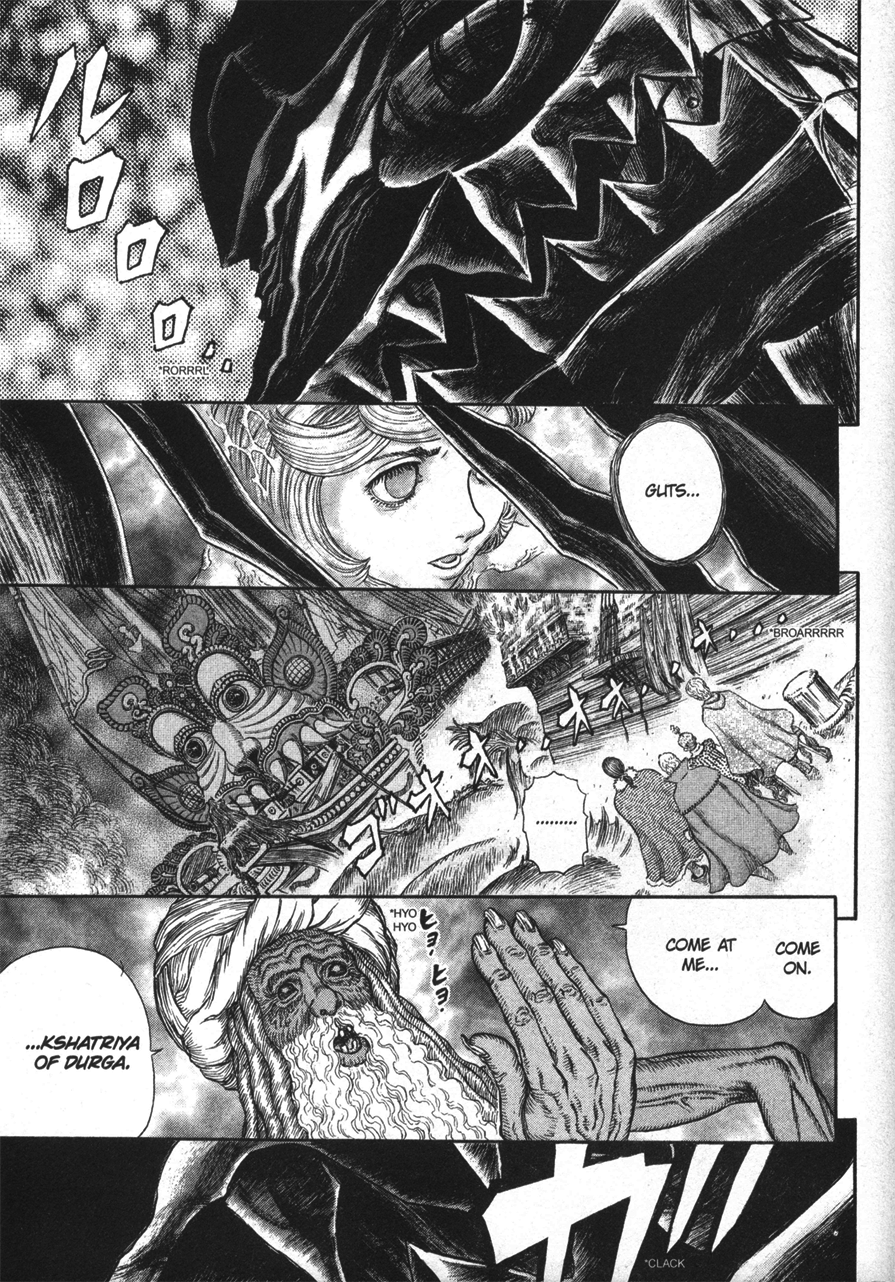 ルロロロ...
*RORRRL
GUTS...
*BROARRRRR
ゴオオオオオ...
.........
COME
ON.
COME AT
ME...
*HYO
HYO
ヒョ.ヒョ.
...KSHATRIYA
OF DURGA.
ガ
*CLACK